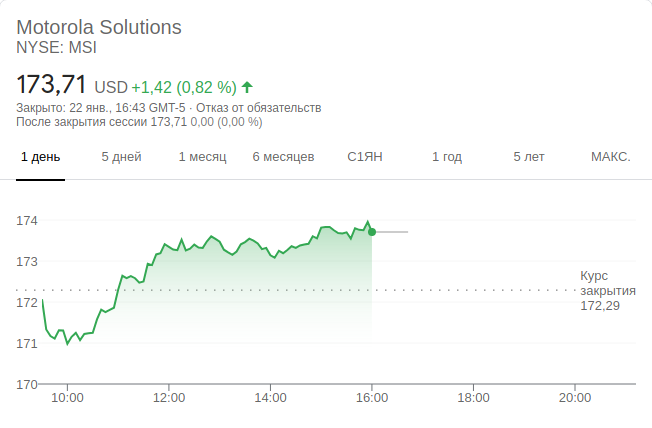 Motorola Solutions
NYSE: MSI
173,71 USD +1,42 (0,82 %)
Закрыто: 22 янв., 16:43 GMT-5 · Отказ от обязательств
После закрытия сессии 173,71 0,00 (0,00 %)
1 день 5 дней 1 месяц 6 месяцев С1ЯН 1 год 5 лет МАКС.
174
173
Курс
закрытия
172,29
172
171
170
10:00 12:00 14:00 16:00 18:00 20:00